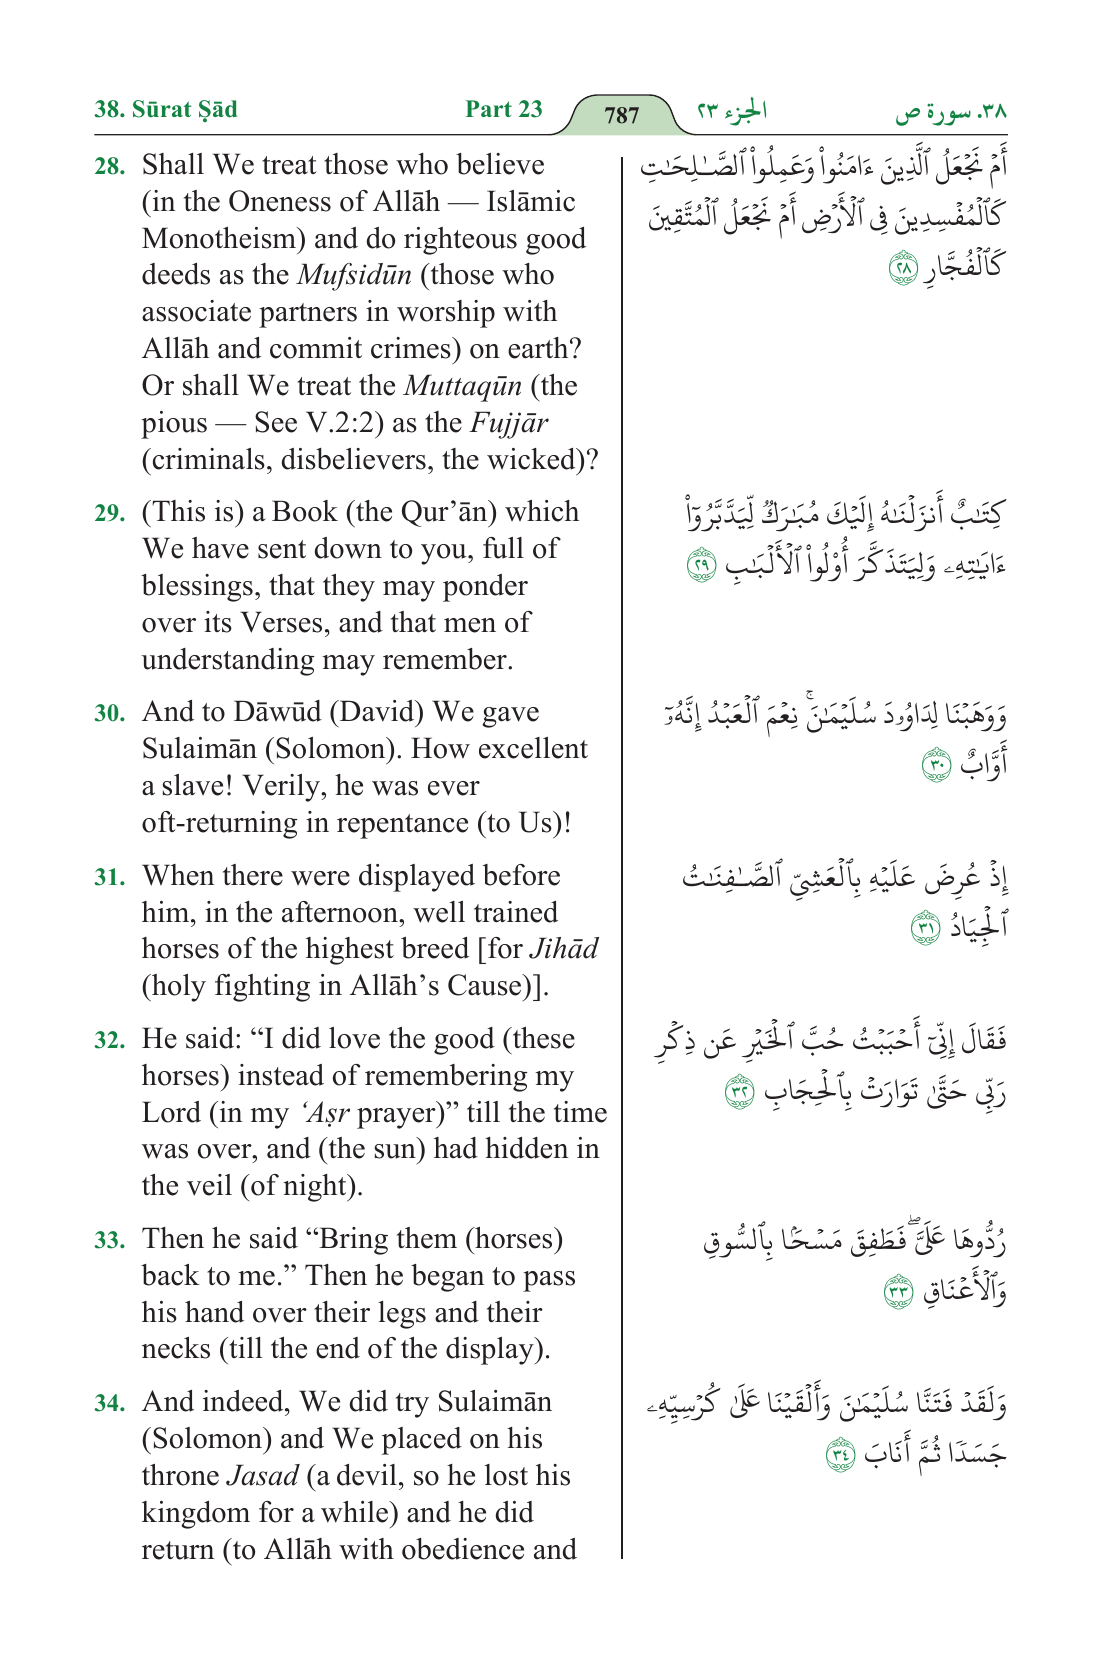 38. Sūrat Ṣād Part 23 787 الجزء ٢٣ ٣٨. سورة ص
28. Shall We treat those who believe
(in the Oneness of Allāh — Islāmic
Monotheism) and do righteous good
deeds as the Mufsidūn (those who
associate partners in worship with
Allāh and commit crimes) on earth?
Or shall We treat the Muttaqūn (the
pious — See V.2:2) as the Fujjār
(criminals, disbelievers, the wicked)?
29. (This is) a Book (the Qur’ān) which
We have sent down to you, full of
blessings, that they may ponder
over its Verses, and that men of
understanding may remember.
30. And to Dāwūd (David) We gave
Sulaimān (Solomon). How excellent
a slave! Verily, he was ever
oft-returning in repentance (to Us)!
31. When there were displayed before
him, in the afternoon, well trained
horses of the highest breed [for Jihād
(holy fighting in Allāh’s Cause)].
32. He said: “I did love the good (these
horses) instead of remembering my
Lord (in my ‘Aṣr prayer)” till the time
was over, and (the sun) had hidden in
the veil (of night).
33. Then he said “Bring them (horses)
back to me.” Then he began to pass
his hand over their legs and their
necks (till the end of the display).
34. And indeed, We did try Sulaimān
(Solomon) and We placed on his
throne Jasad (a devil, so he lost his
kingdom for a while) and he did
return (to Allāh with obedience and
أَمْ نَجْعَلُ ٱلَّذِينَ ءَامَنُوا۟ وَعَمِلُوا۟ ٱلصَّـٰلِحَـٰتِ
كَٱلْمُفْسِدِينَ فِى ٱلْأَرْضِ أَمْ نَجْعَلُ ٱلْمُتَّقِينَ
كَٱلْفُجَّارِ ٢٨
كِتَـٰبٌ أَنزَلْنَـٰهُ إِلَيْكَ مُبَـٰرَكٌ لِّيَدَّبَّرُوٓا۟
ءَايَـٰتِهِۦ وَلِيَتَذَكَّرَ أُو۟لُوا۟ ٱلْأَلْبَـٰبِ ٢٩
وَوَهَبْنَا لِدَاوُۥدَ سُلَيْمَـٰنَ ۚ نِعْمَ ٱلْعَبْدُ إِنَّهُۥٓ
أَوَّابٌ ٣٠
إِذْ عُرِضَ عَلَيْهِ بِٱلْعَشِىِّ ٱلصَّـٰفِنَـٰتُ
ٱلْجِيَادُ ٣١
فَقَالَ إِنِّىٓ أَحْبَبْتُ حُبَّ ٱلْخَيْرِ عَن ذِكْرِ
رَبِّى حَتَّىٰ تَوَارَتْ بِٱلْحِجَابِ ٣٢
رُدُّوهَا عَلَىَّ ۖ فَطَفِقَ مَسْحًۢا بِٱلسُّوقِ
وَٱلْأَعْنَاقِ ٣٣
وَلَقَدْ فَتَنَّا سُلَيْمَـٰنَ وَأَلْقَيْنَا عَلَىٰ كُرْسِيِّهِۦ
جَسَدًا ثُمَّ أَنَابَ ٣٤